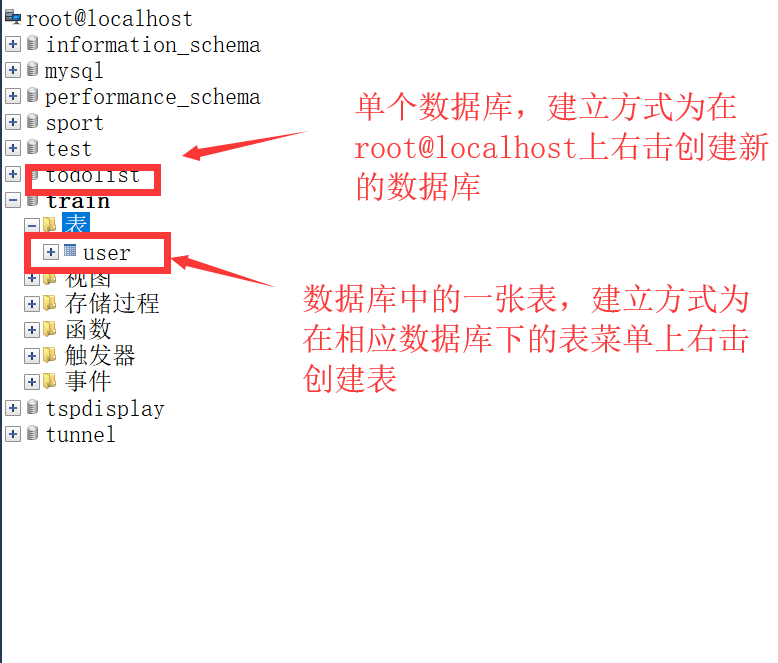 root@localhost
information_schema
mysql
performance_schema
sport
test
todolist
train
表
user
视图
存储过程
函数
触发器
事件
tspdisplay
tunnel
单个数据库，建立方式为在
root@localhost上右击创建新
的数据库
数据库中的一张表，建立方式为
在相应数据库下的表菜单上右击
创建表